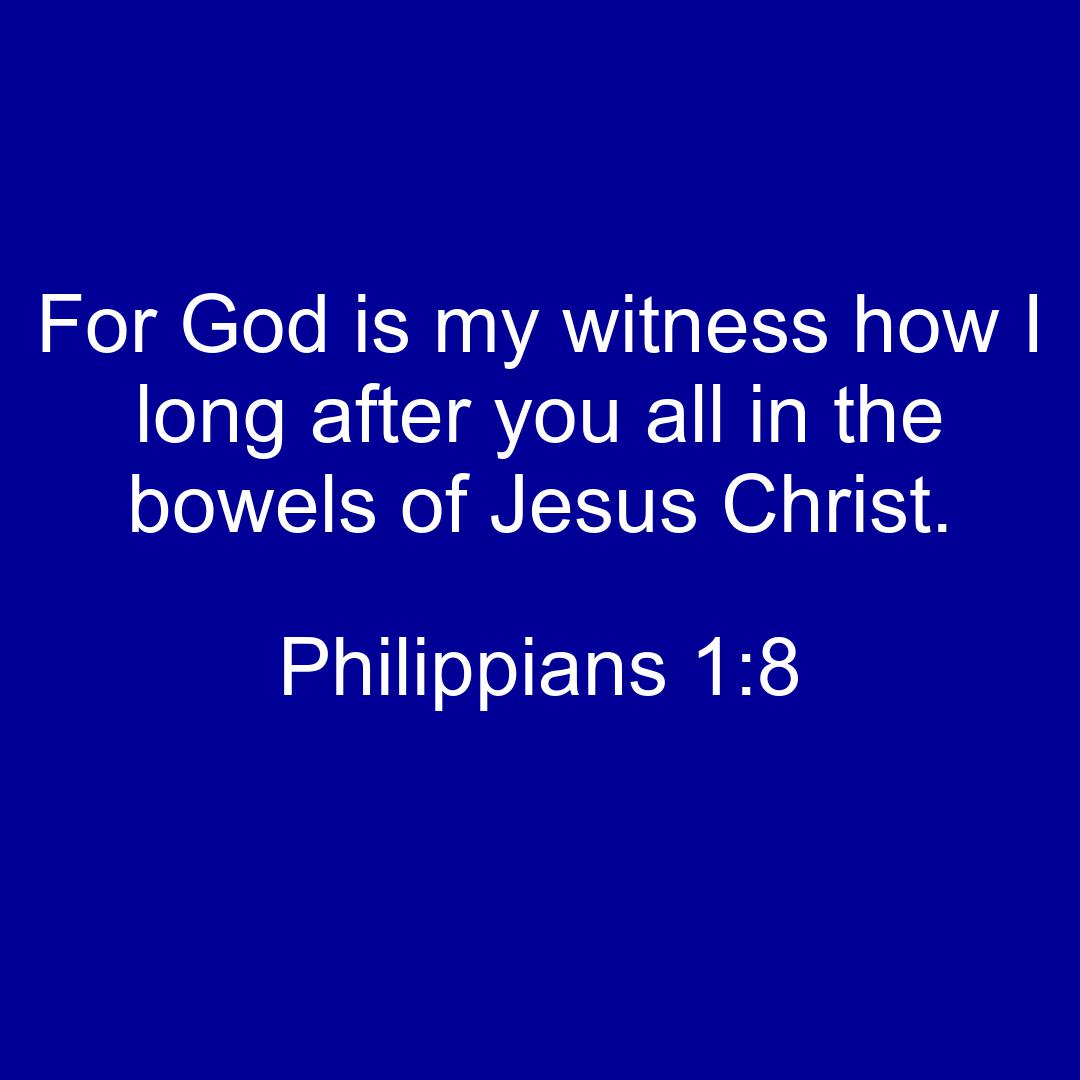 For God is my witness how I
long after you all in the
bowels of Jesus Christ.
Philippians 1:8